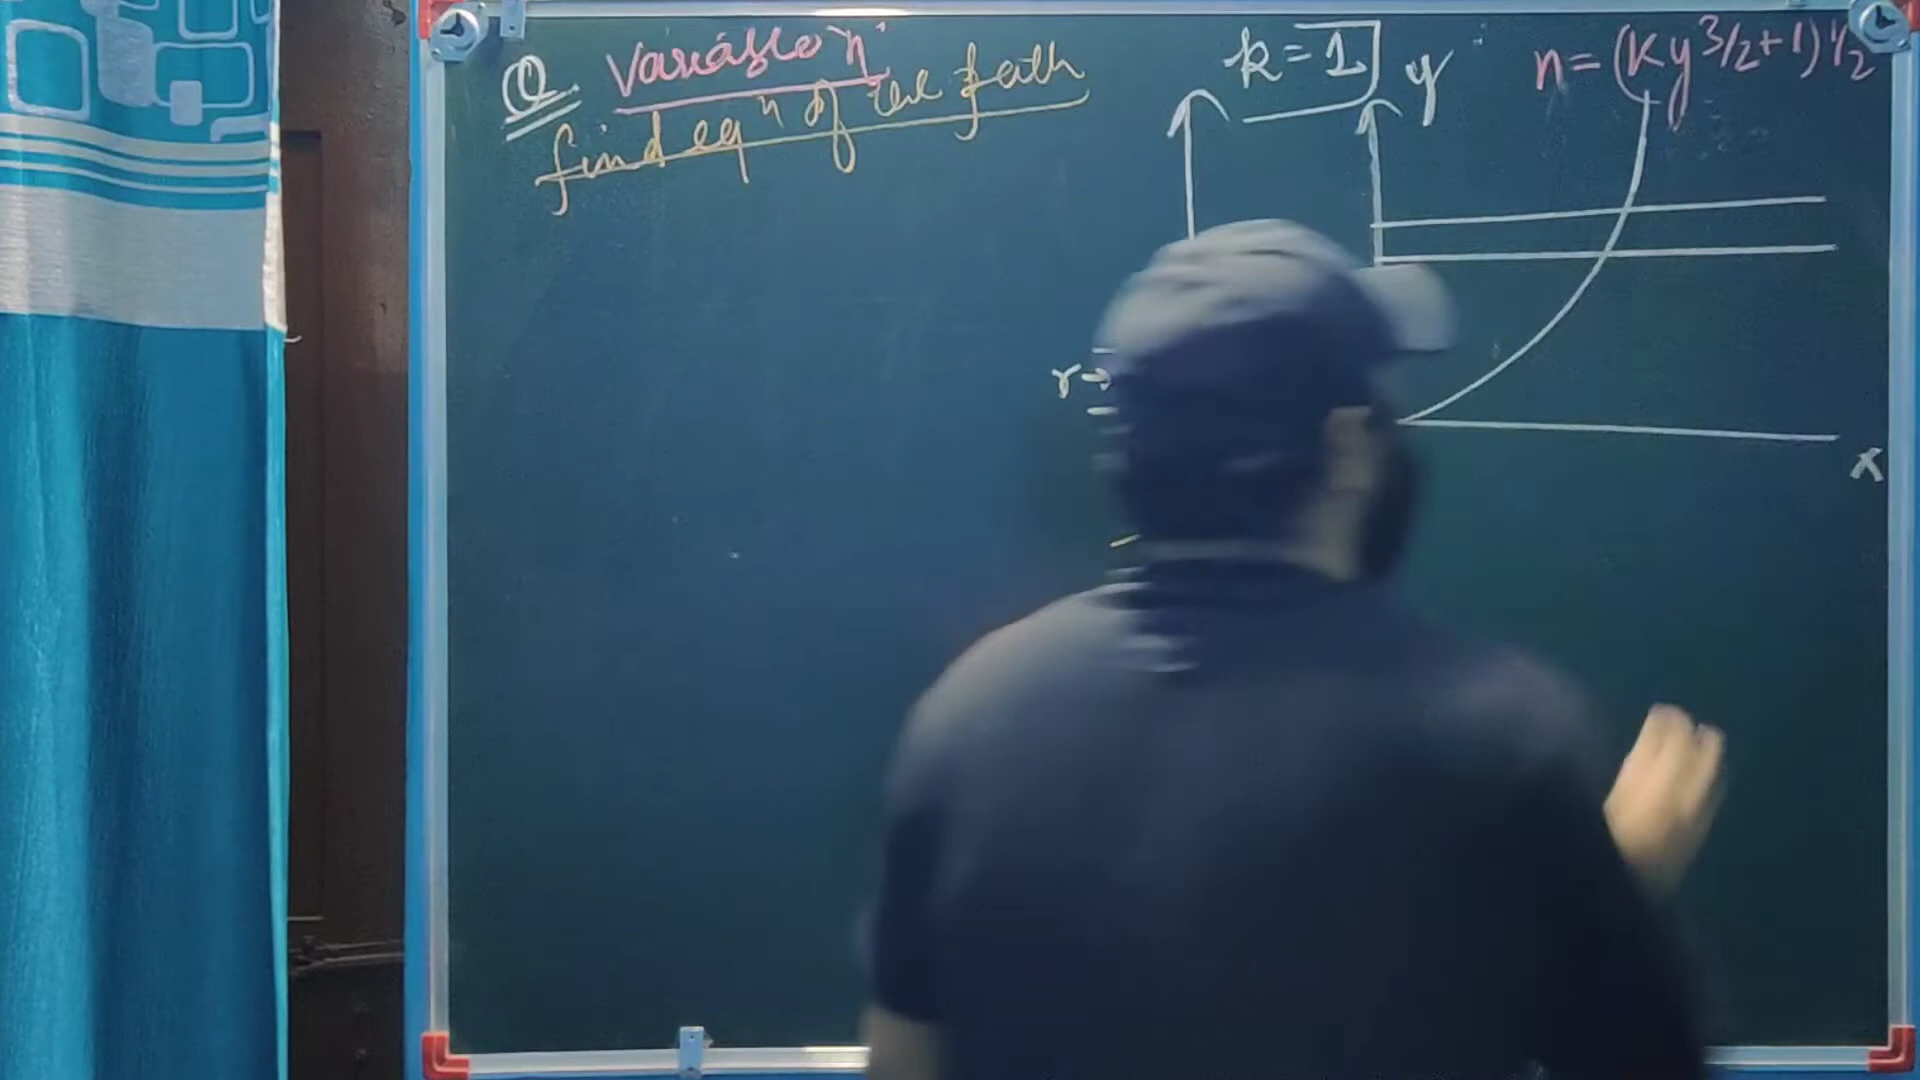 Q. Variable "n"
find eqn of the path
k = 1
y
n = (Ky 3/2 + 1) 1/2
r→
x